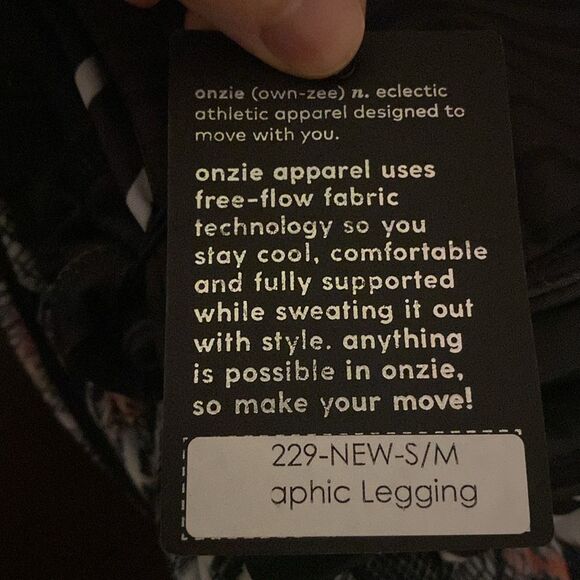 onzie (own-zee) n. eclectic
athletic apparel designed to
move with you.
onzie apparel uses
free-flow fabric
technology so you
stay cool, comfortable
and fully supported
while sweating it out
with style. anything
is possible in onzie,
so make your move!
229-NEW-S/M
aphic Legging